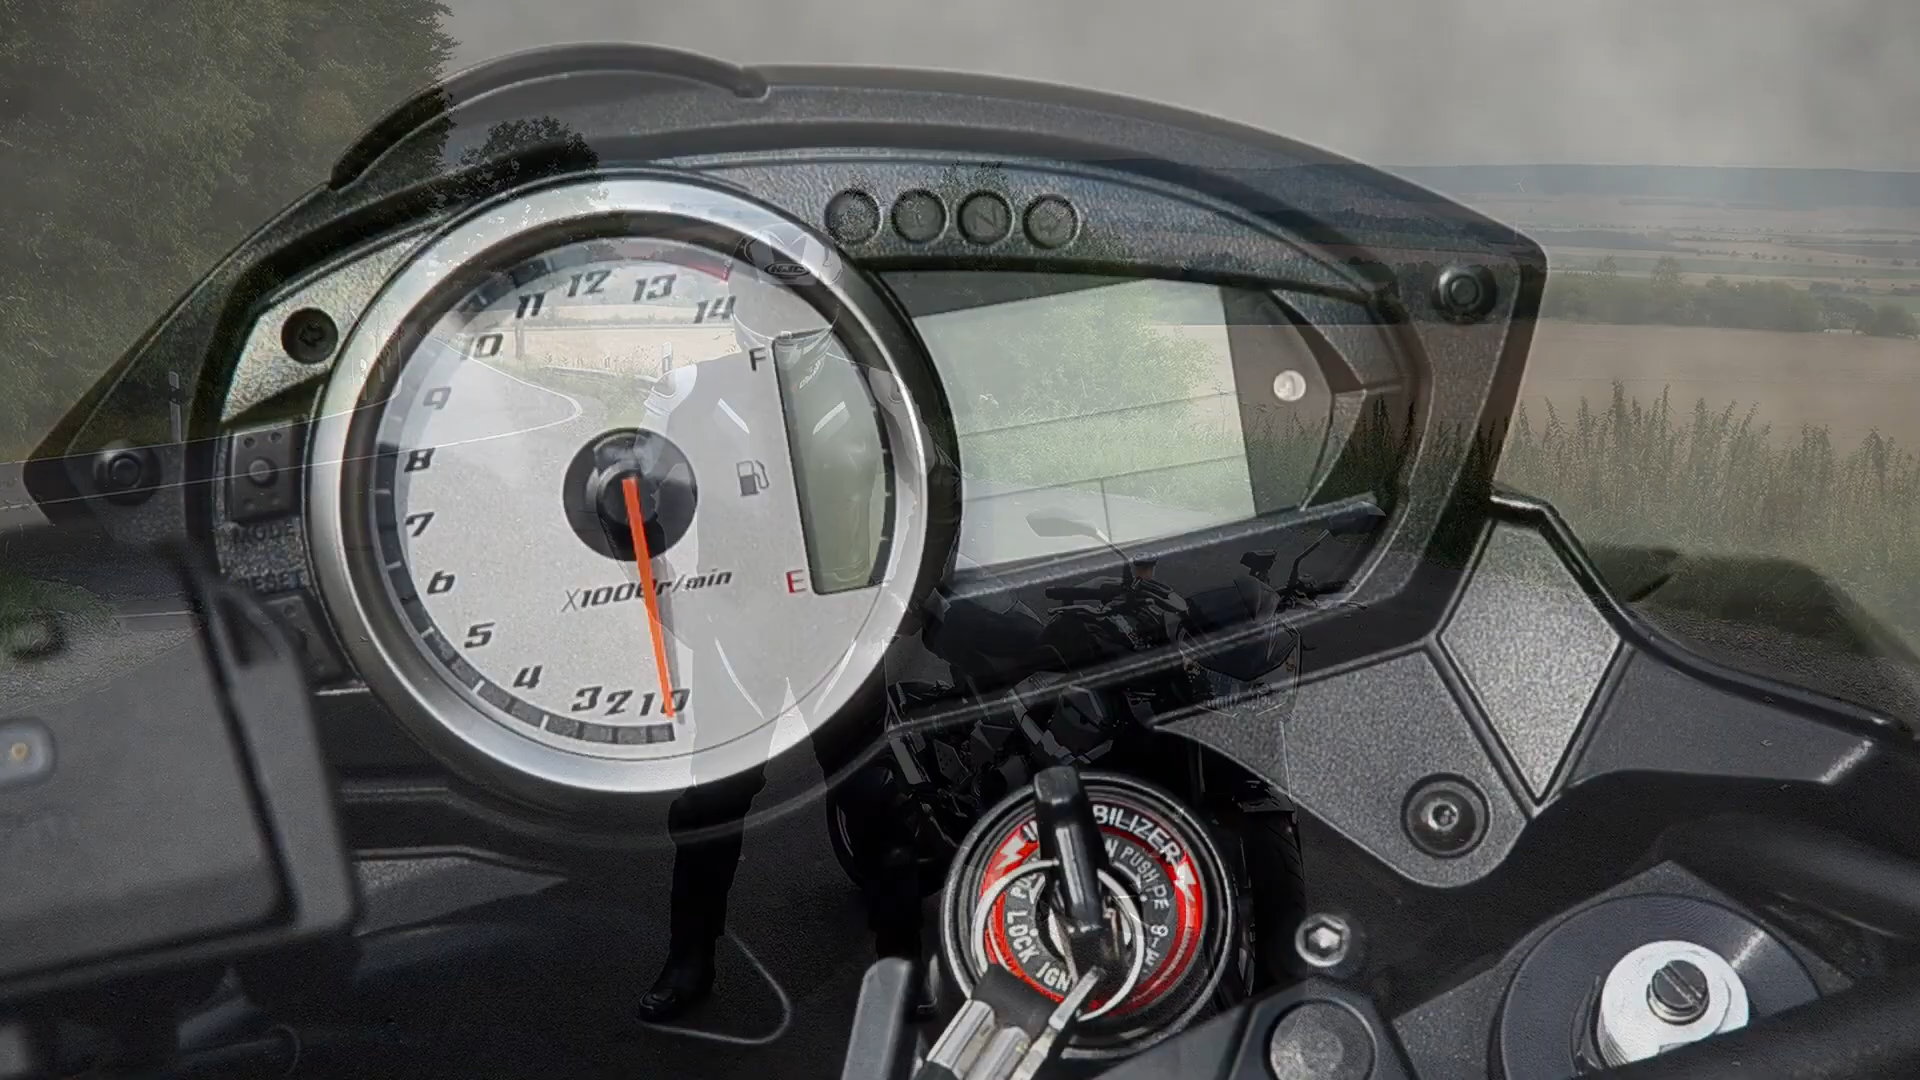 14
13
12
11
10
9
8
7
6
5
4
3 2 1 0
F
E
X1000r/min
MODE
RESET
HJC
LOCK
IGN
PUSH
N